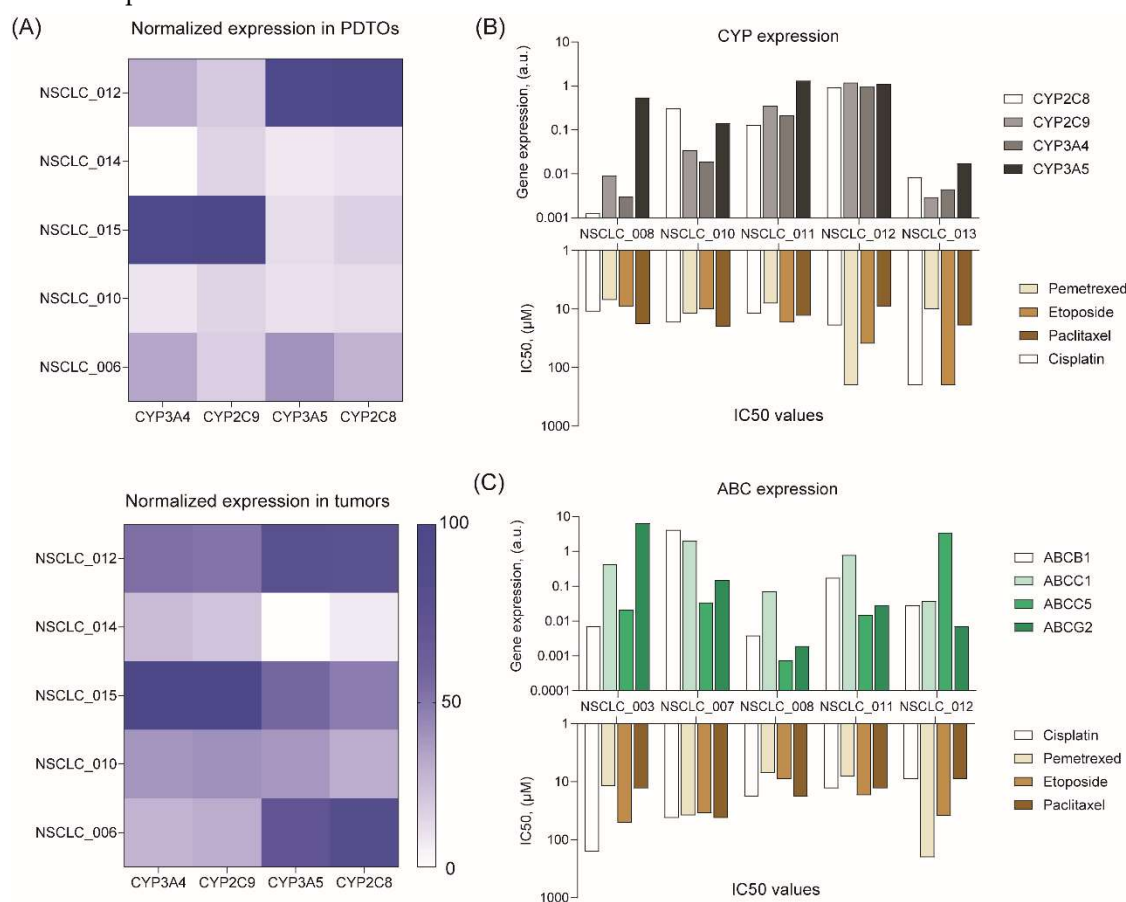 (A)
Normalized expression in PDTOs
NSCLC_012
NSCLC_014
NSCLC_015
NSCLC_010
NSCLC_006
CYP3A4 CYP2C9 CYP3A5 CYP2C8
Normalized expression in tumors
NSCLC_012
NSCLC_014
NSCLC_015
NSCLC_010
NSCLC_006
CYP3A4 CYP2C9 CYP3A5 CYP2C8
100
50
0
(B)
CYP expression
Gene expression, (a.u.)
10
1
0.1
0.01
0.001
NSCLC_008 NSCLC_010 NSCLC_011 NSCLC_012 NSCLC_013
CYP2C8
CYP2C9
CYP3A4
CYP3A5
IC50, (µM)
1
10
100
1000
Pemetrexed
Etoposide
Paclitaxel
Cisplatin
IC50 values
(C)
ABC expression
Gene expression, (a.u.)
10
1
0.1
0.01
0.001
0.0001
NSCLC_003 NSCLC_007 NSCLC_008 NSCLC_011 NSCLC_012
ABCB1
ABCC1
ABCC5
ABCG2
IC50, (µM)
1
10
100
1000
Cisplatin
Pemetrexed
Etoposide
Paclitaxel
IC50 values